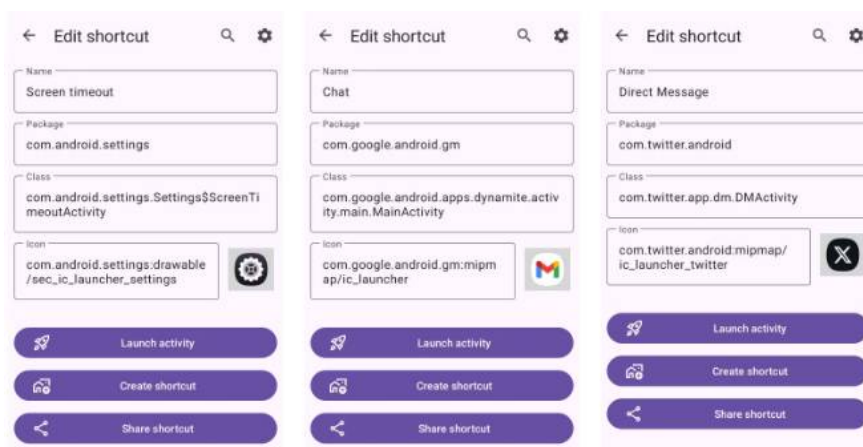 Edit shortcut
Name
Screen timeout
Package
com.android.settings
Class
com.android.settings.Settings$ScreenTi
meoutActivity
Icon
com.android.settings:drawable
/sec_ic_launcher_settings
Launch activity
Create shortcut
Share shortcut
Edit shortcut
Name
Chat
Package
com.google.android.gm
Class
com.google.android.apps.dynamite.activ
ity.main.MainActivity
Icon
com.google.android.gm:mipm
ap/ic_launcher
Launch activity
Create shortcut
Share shortcut
Edit shortcut
Name
Direct Message
Package
com.twitter.android
Class
com.twitter.app.dm.DMActivity
Icon
com.twitter.android:mipmap/
ic_launcher_twitter
Launch activity
Create shortcut
Share shortcut